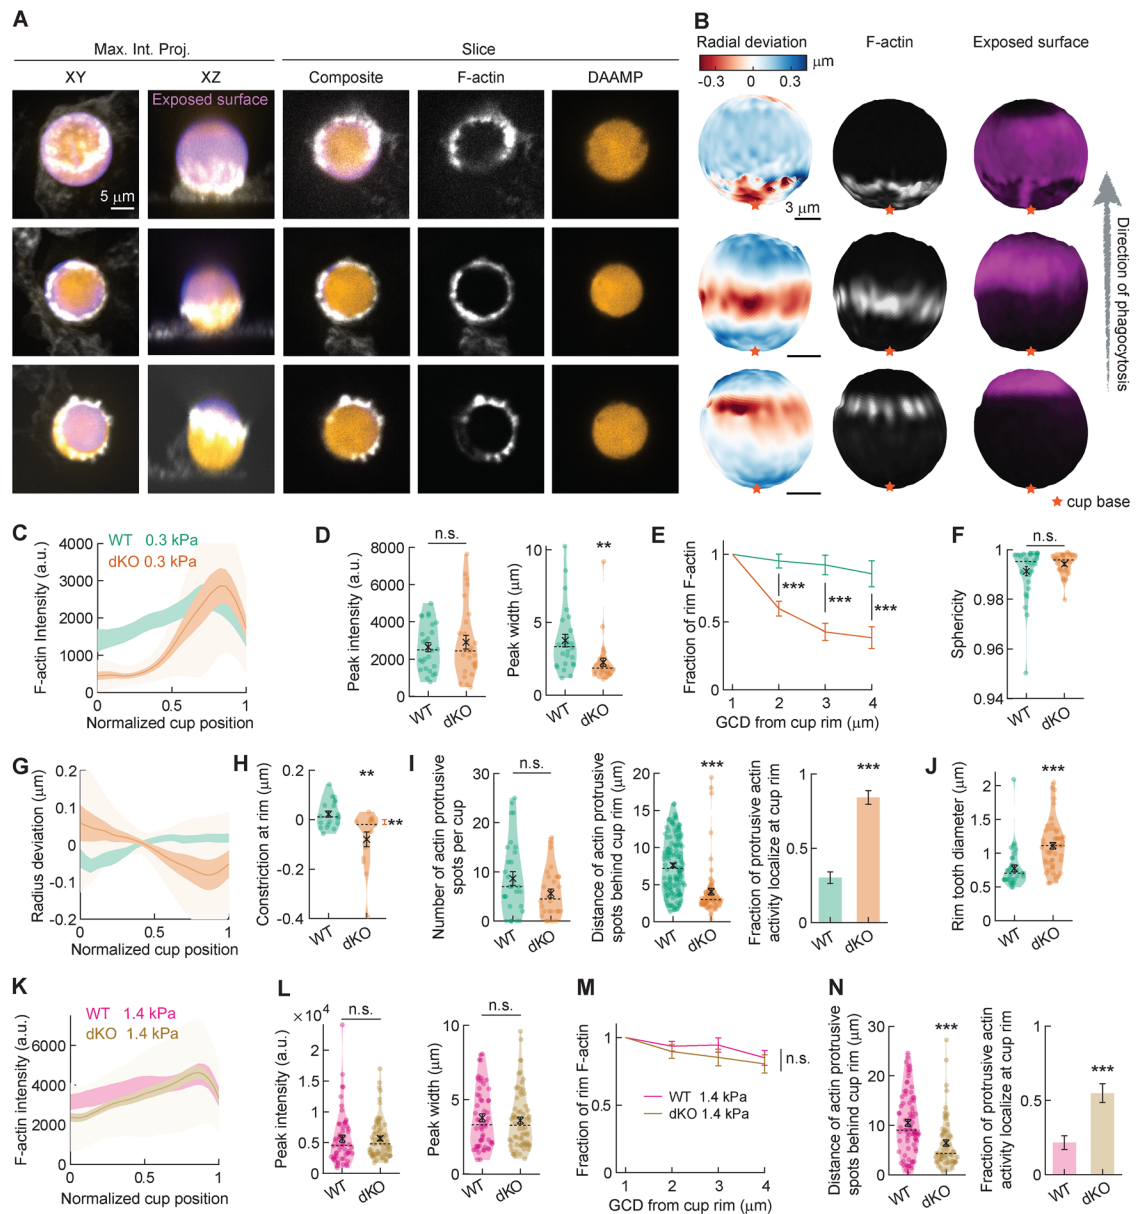 A
Max. Int. Proj.
Slice
XY
XZ
Composite
F-actin
DAAMP
Exposed surface
5 μm
B
Radial deviation
F-actin
Exposed surface
μm
-0.3
0.3
3 μm
Direction of phagocytosis
cup base
C
WT 0.3 kPa
dKO 0.3 kPa
F-actin Intensity (a.u.)
4000
3000
2000
1000
0
0
0.5
1
Normalized cup position
D
n.s.
Peak intensity (a.u.)
8000
6000
4000
2000
0
WT
dKO
**
Peak width (μm)
10
5
0
WT
dKO
E
Fraction of rim F-actin
1
0.5
0
***
***
***
1
2
3
4
GCD from cup rim (μm)
F
n.s.
Sphericity
1
0.98
0.96
0.94
WT
dKO
G
Radius deviation (μm)
0.2
0.1
0
-0.1
-0.2
0
0.5
1
Normalized cup position
H
Constriction at rim (μm)
0.2
0
-0.2
-0.4
**
**
WT
dKO
I
Number of actin protrusive
spots per cup
30
20
10
0
n.s.
WT
dKO
Distance of actin protrusive
spots behind cup rim (μm)
20
15
10
5
0
***
WT
dKO
Fraction of protrusive actin
activity localize at cup rim
1
0.5
0
***
WT
dKO
J
Rim tooth diameter (μm)
2.5
2
1.5
1
0.5
0
***
WT
dKO
K
WT 1.4 kPa
dKO 1.4 kPa
F-actin intensity (a.u.)
6000
4000
2000
0
0
0.5
1
Normalized cup position
L
×10⁴
n.s.
Peak intensity (a.u.)
2.5
2
1.5
1
0.5
0
WT
dKO
n.s.
Peak width (μm)
10
5
0
WT
dKO
M
Fraction of rim F-actin
1
0.5
0
n.s.
WT 1.4 kPa
dKO 1.4 kPa
1
2
3
4
GCD from cup rim (μm)
N
Distance of actin protrusive
spots behind cup rim (μm)
30
20
10
0
***
WT
dKO
Fraction of protrusive actin
activity localize at cup rim
1
0.5
0
***
WT
dKO